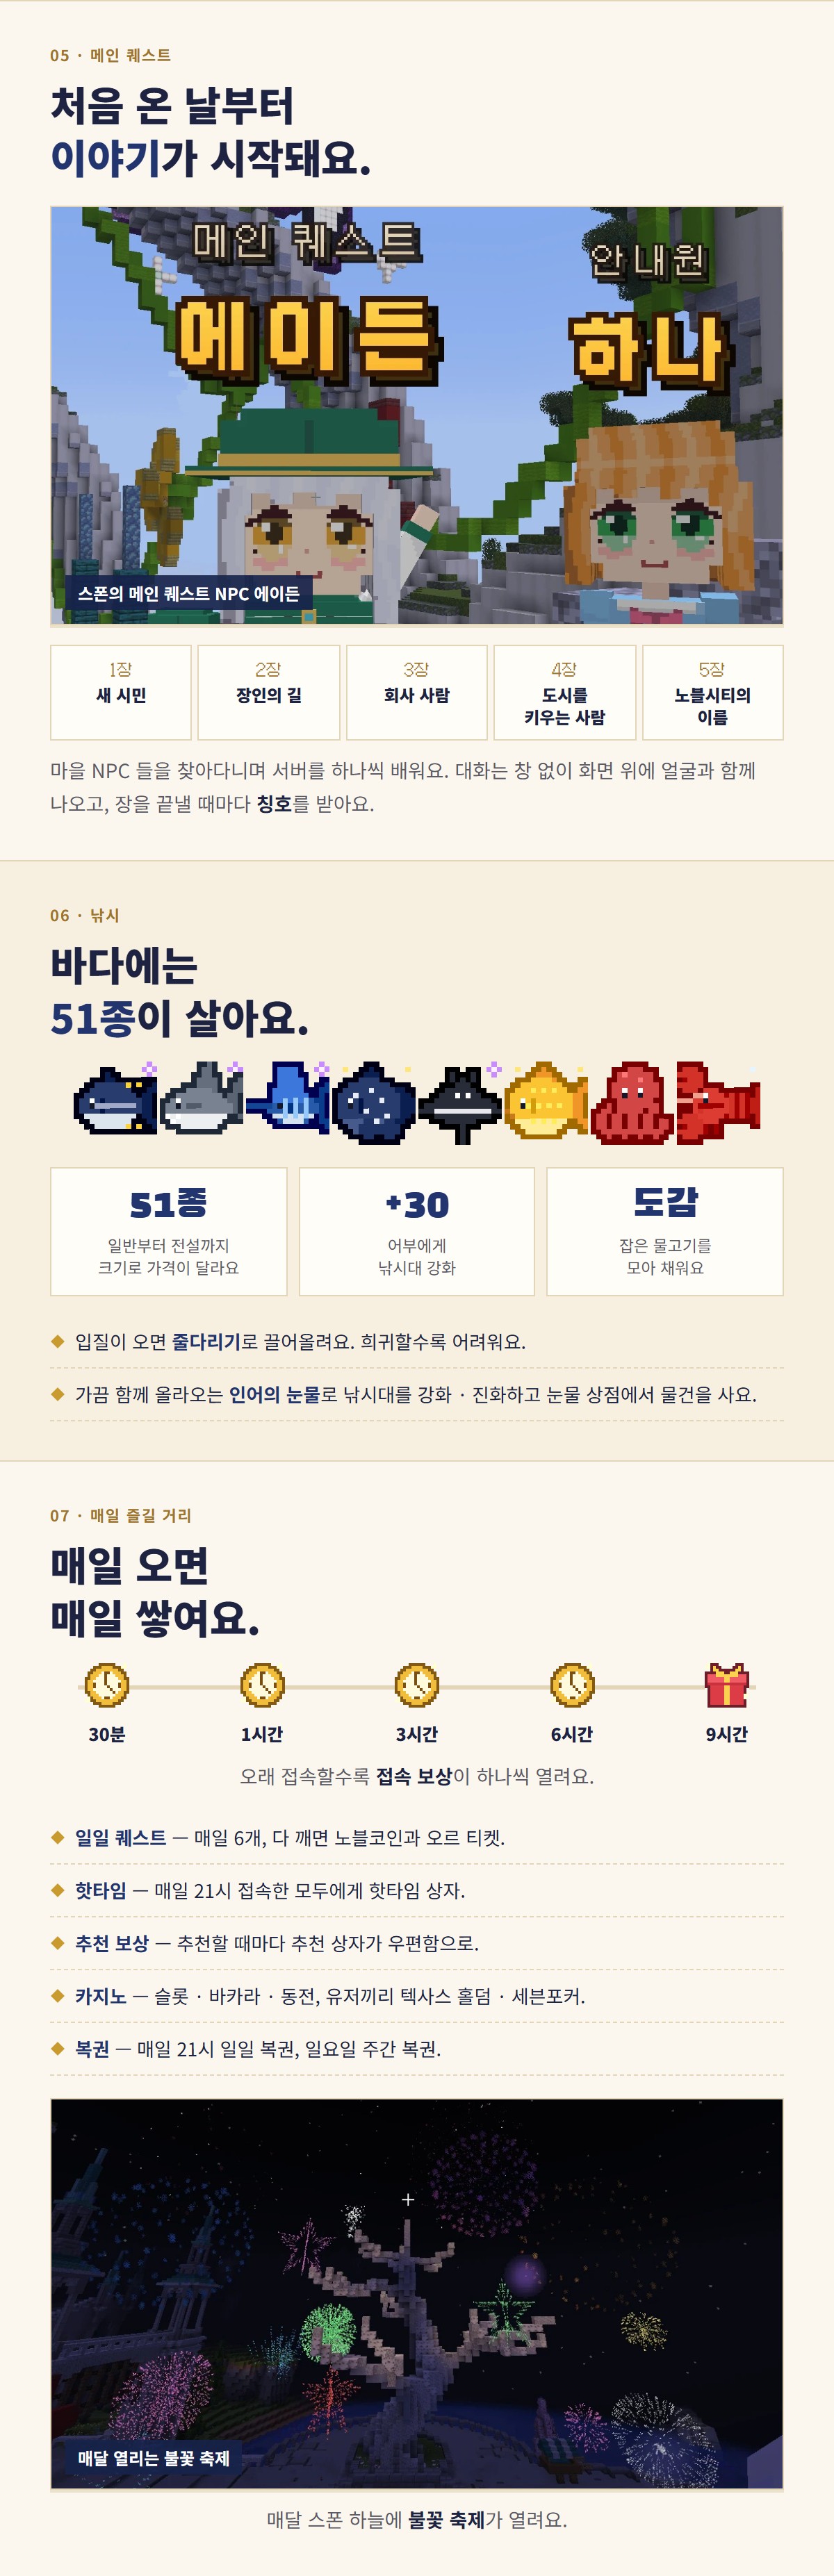 05 · 메인 퀘스트
처음 온 날부터
이야기가 시작돼요.
메인 퀘스트
에이든
안내원
하나
스폰의 메인 퀘스트 NPC 에이든
1장
새 시민
2장
장인의 길
3장
회사 사람
4장
도시를
키우는 사람
5장
노블시티의
이름
마을 NPC 들을 찾아다니며 서버를 하나씩 배워요. 대화는 창 없이 화면 위에 얼굴과 함께
나오고, 장을 끝낼 때마다 칭호를 받아요.
06 · 낚시
바다에는
51종이 살아요.
51종
일반부터 전설까지
크기로 가격이 달라요
+30
어부에게
낚시대 강화
도감
잡은 물고기를
모아 채워요
입질이 오면 줄다리기로 끌어올려요. 희귀할수록 어려워요.
가끔 함께 올라오는 인어의 눈물로 낚시대를 강화 · 진화하고 눈물 상점에서 물건을 사요.
07 · 매일 즐길 거리
매일 오면
매일 쌓여요.
30분
1시간
3시간
6시간
9시간
오래 접속할수록 접속 보상이 하나씩 열려요.
일일 퀘스트 — 매일 6개, 다 깨면 노블코인과 오르 티켓.
핫타임 — 매일 21시 접속한 모두에게 핫타임 상자.
추천 보상 — 추천할 때마다 추천 상자가 우편함으로.
카지노 — 슬롯 · 바카라 · 동전, 유저끼리 텍사스 홀덤 · 세븐포커.
복권 — 매일 21시 일일 복권, 일요일 주간 복권.
매달 열리는 불꽃 축제
매달 스폰 하늘에 불꽃 축제가 열려요.